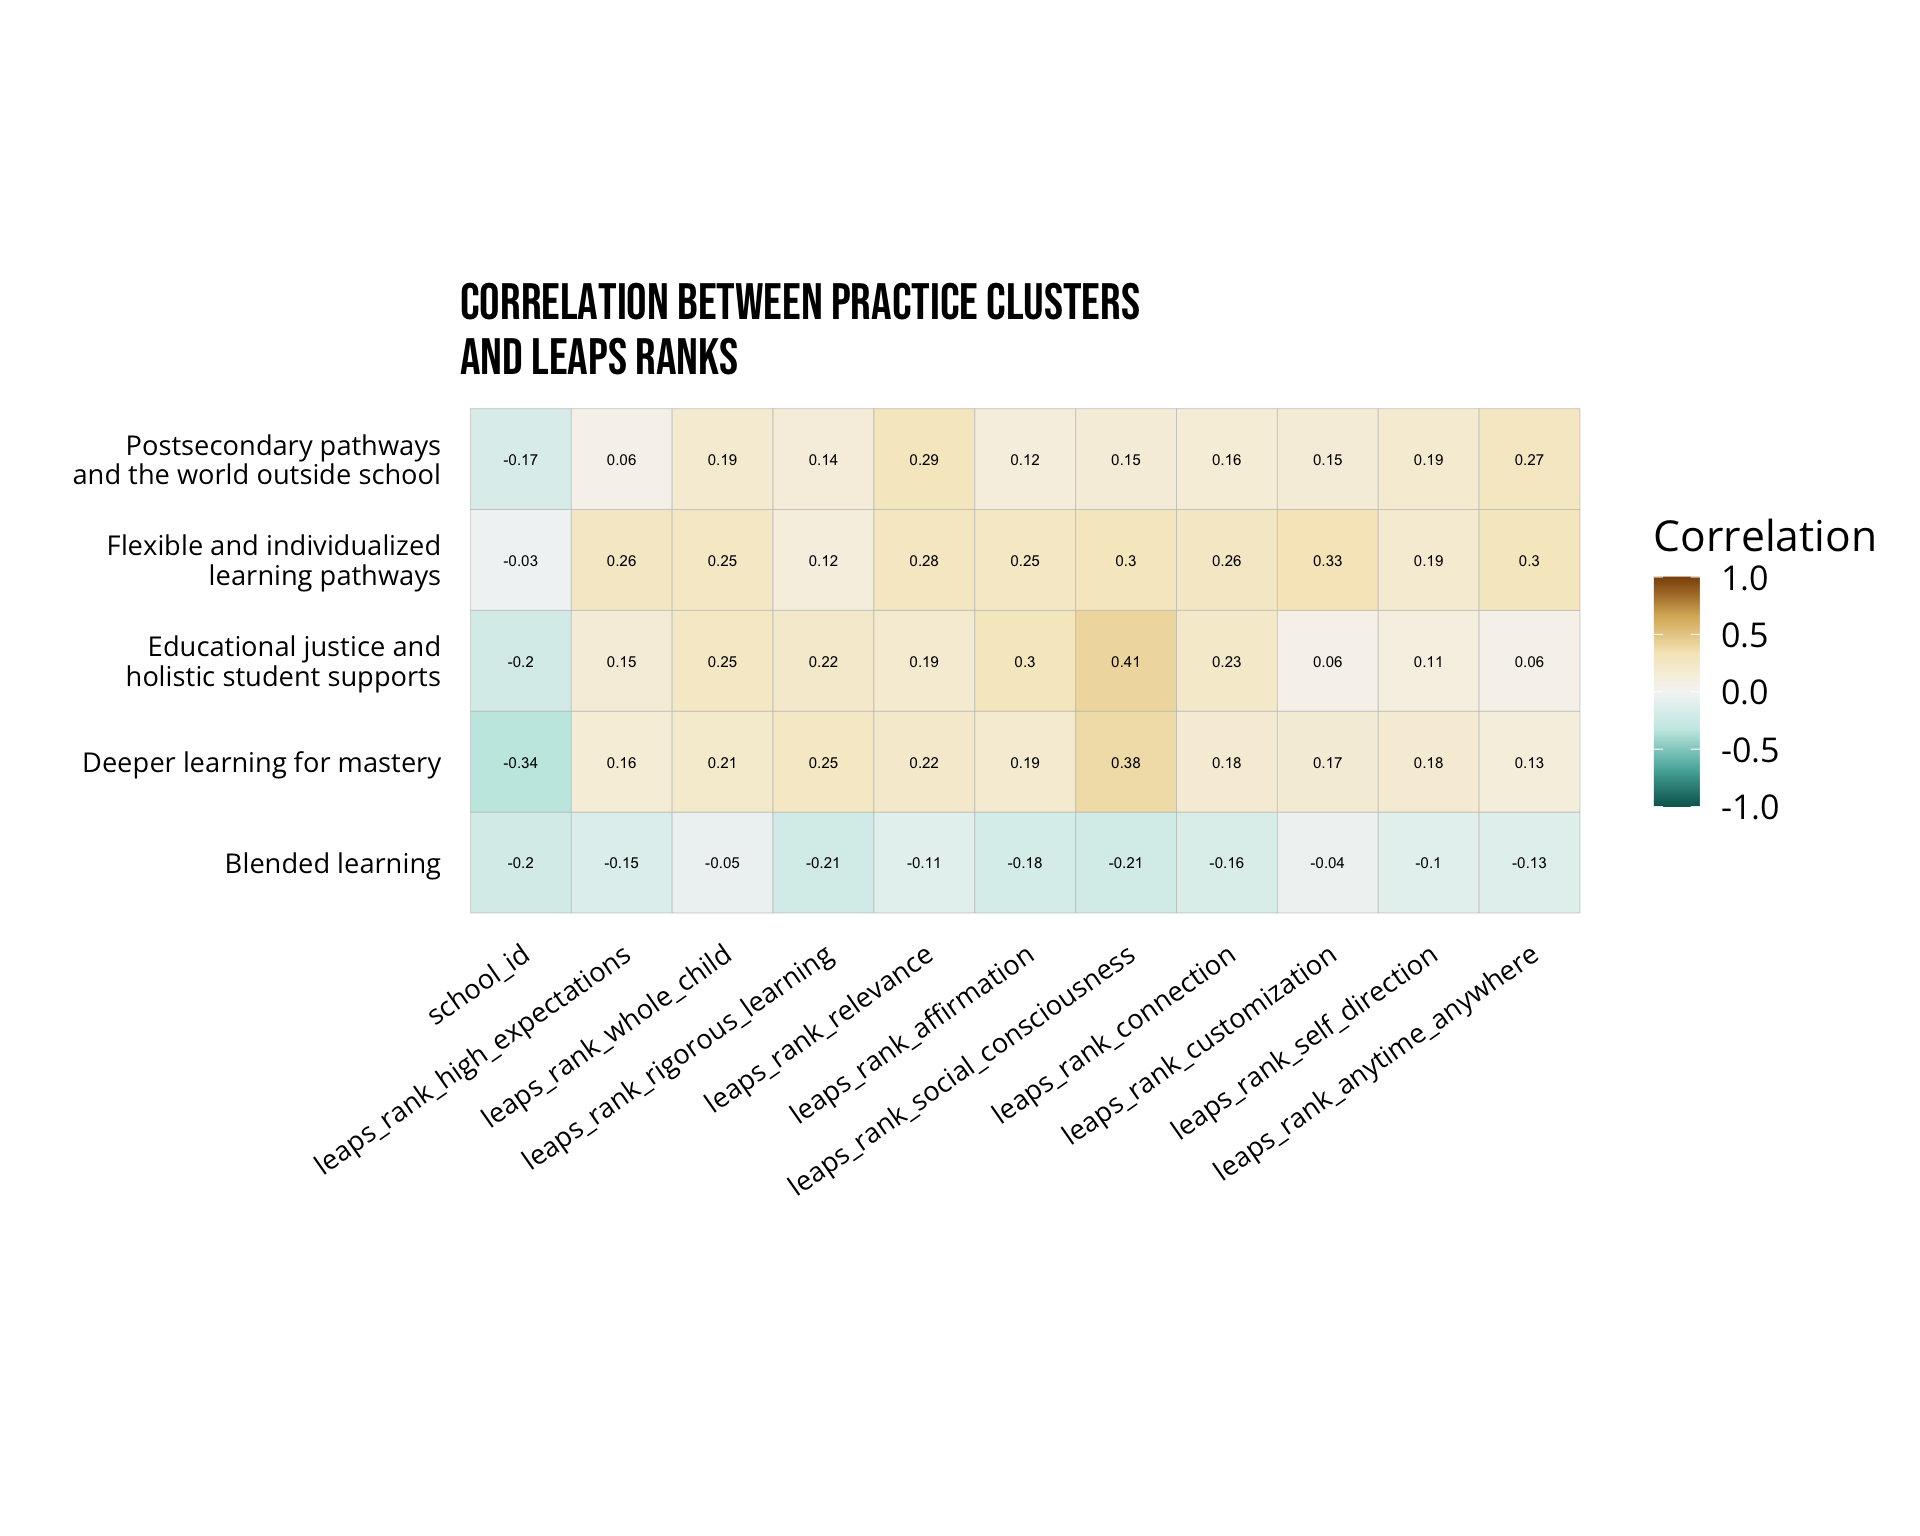 CORRELATION BETWEEN PRACTICE CLUSTERS
AND LEAPS RANKS
Postsecondary pathways
and the world outside school
-0.17 0.06 0.19 0.14 0.29 0.12 0.15 0.16 0.15 0.19 0.27
Flexible and individualized
learning pathways
-0.03 0.26 0.25 0.12 0.28 0.25 0.3 0.26 0.33 0.19 0.3
Educational justice and
holistic student supports
-0.2 0.15 0.25 0.22 0.19 0.3 0.41 0.23 0.06 0.11 0.06
Deeper learning for mastery
-0.34 0.16 0.21 0.25 0.22 0.19 0.38 0.18 0.17 0.18 0.13
Blended learning
-0.2 -0.15 -0.05 -0.21 -0.11 -0.18 -0.21 -0.16 -0.04 -0.1 -0.13
school_id
leaps_rank_high_expectations
leaps_rank_whole_child
leaps_rank_rigorous_learning
leaps_rank_relevance
leaps_rank_affirmation
leaps_rank_social_consciousness
leaps_rank_connection
leaps_rank_customization
leaps_rank_self_direction
leaps_rank_anytime_anywhere
Correlation
1.0
0.5
0.0
-0.5
-1.0